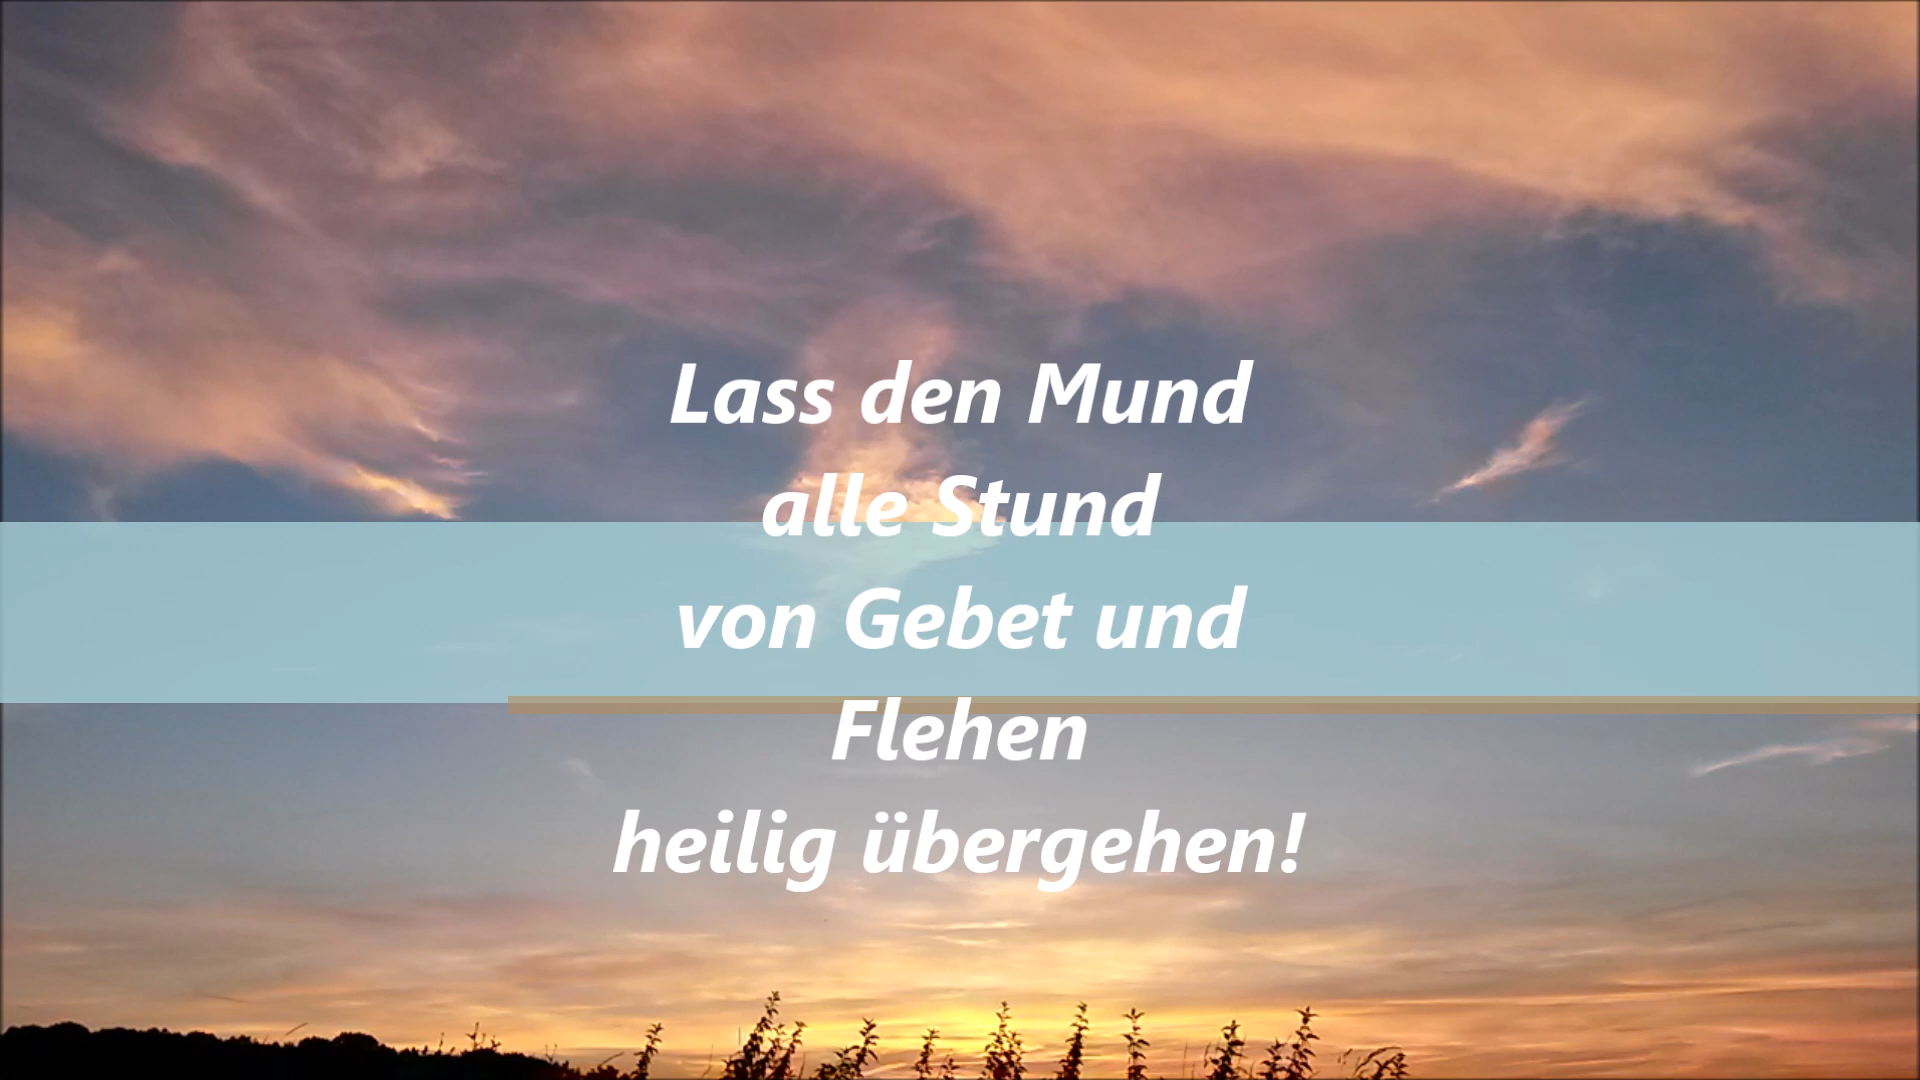 Lass den Mund
alle Stund
von Gebet und
Flehen
heilig übergehen!